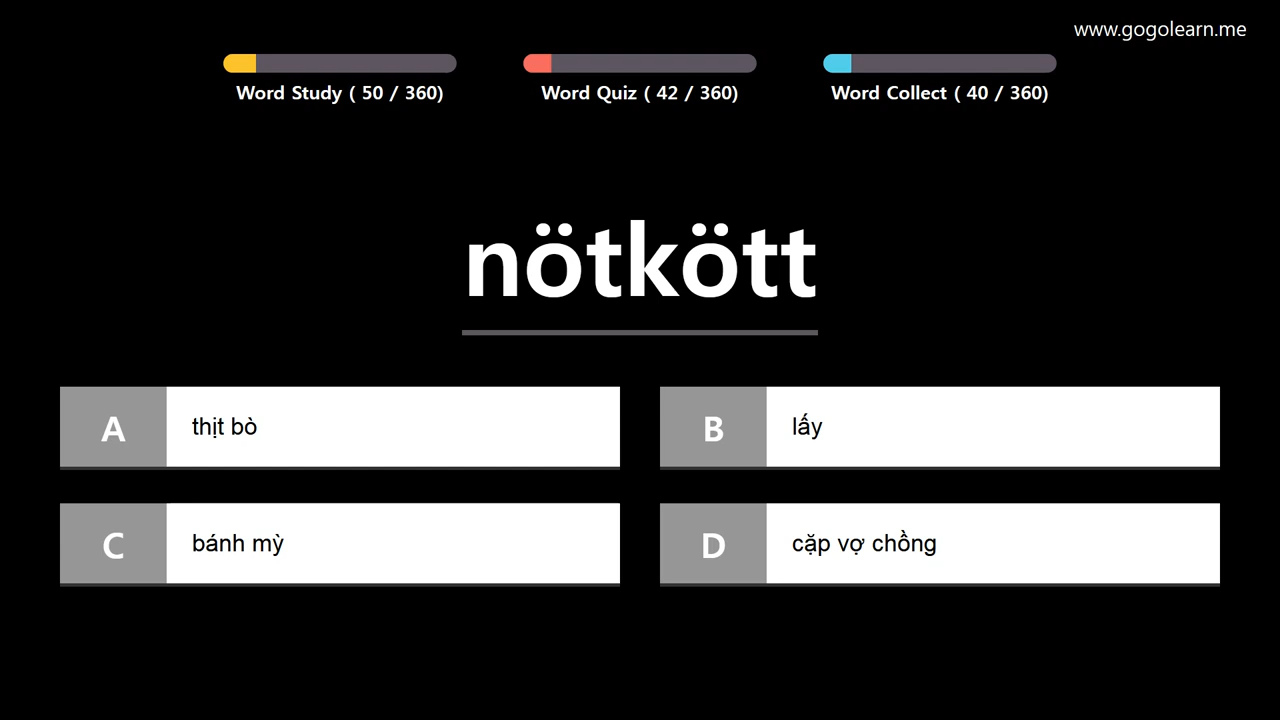 www.gogolearn.me
Word Study ( 50 / 360)
Word Quiz ( 42 / 360)
Word Collect ( 40 / 360)
nötkött
A thịt bò
B lấy
C bánh mỳ
D cặp vợ chồng